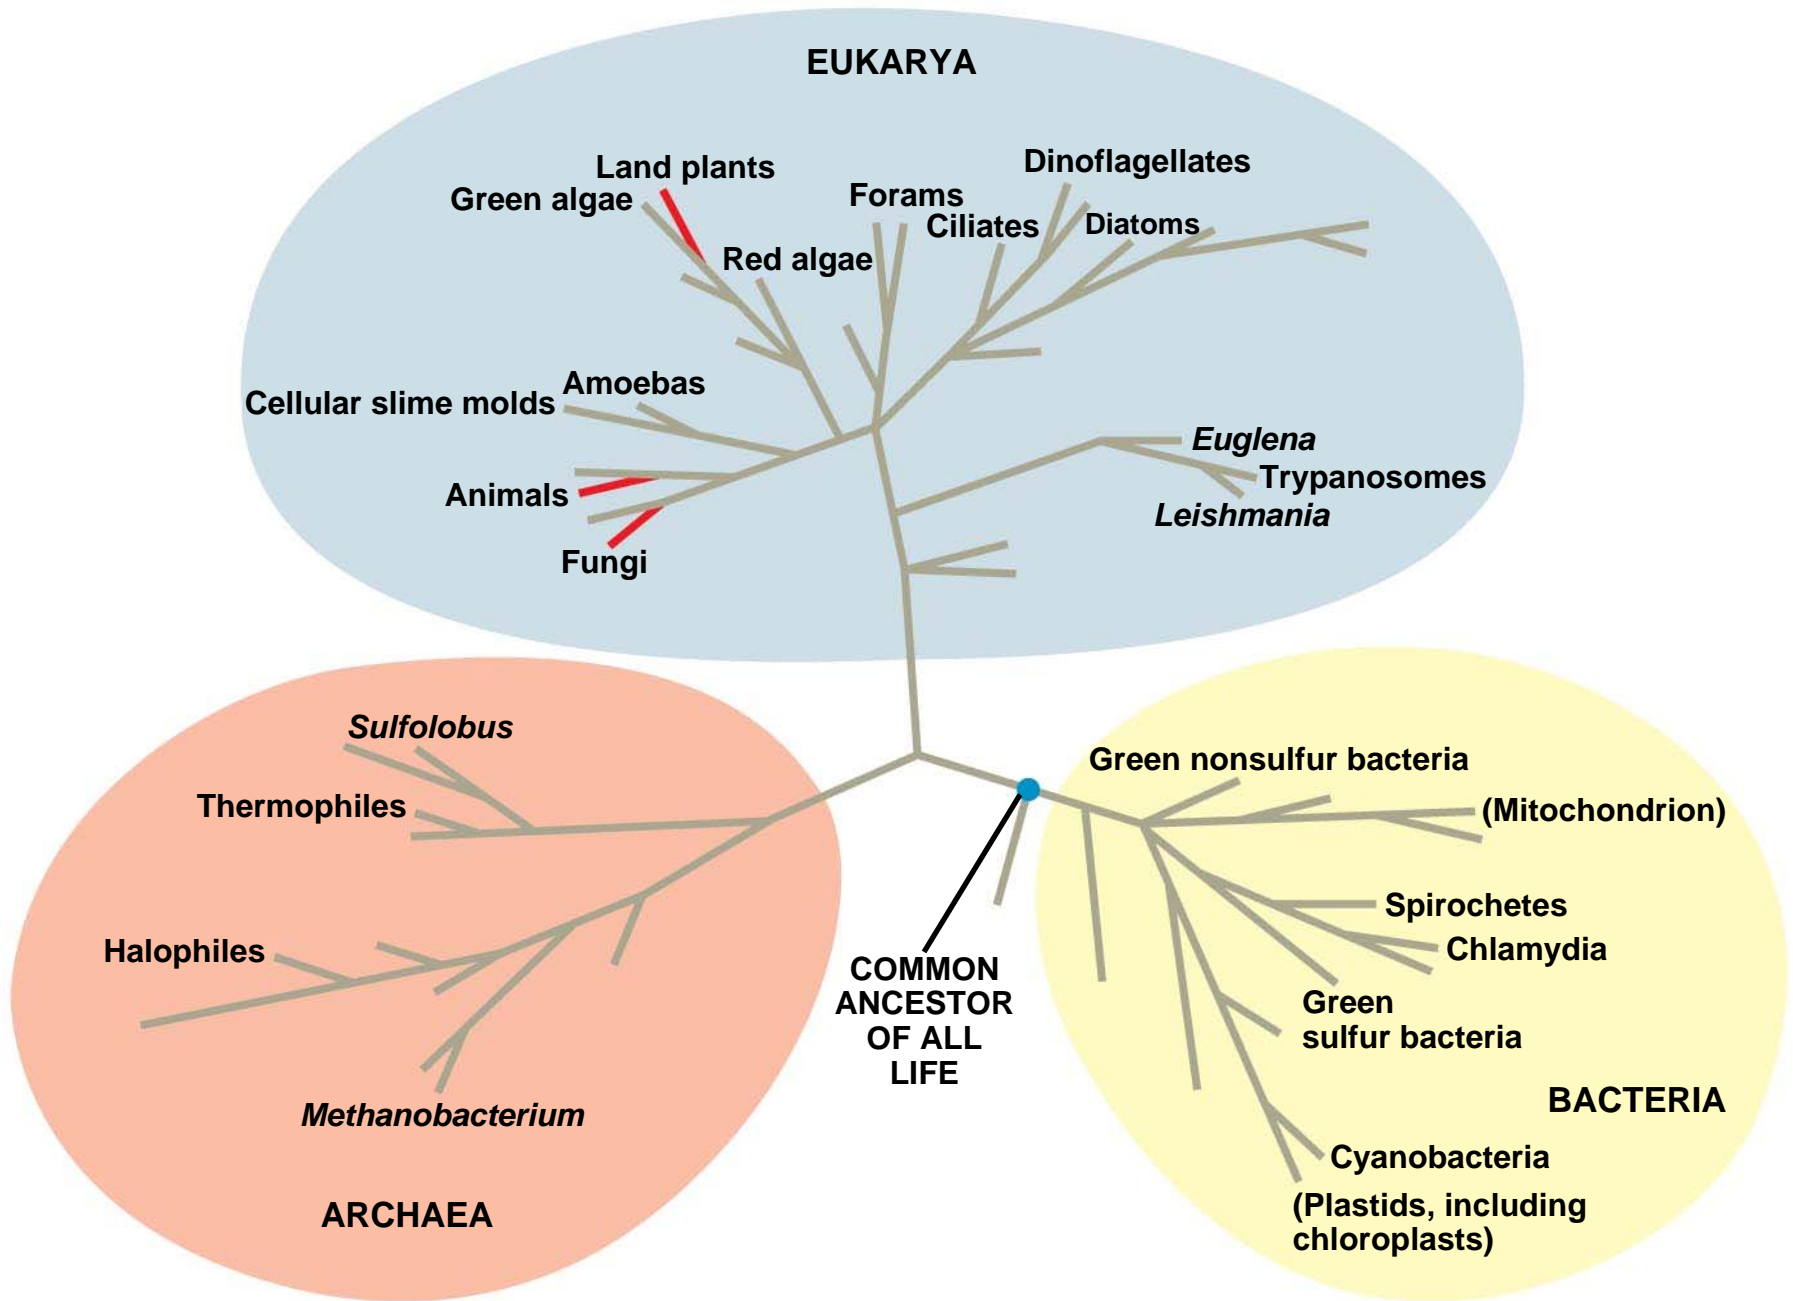 EUKARYA
Land plants
Green algae
Dinoflagellates
Forams
Ciliates
Diatoms
Red algae
Amoebas
Cellular slime molds
Euglena
Trypanosomes
Leishmania
Animals
Fungi
Sulfolobus
Thermophiles
Halophiles
Methanobacterium
ARCHAEA
COMMON
ANCESTOR
OF ALL
LIFE
Green nonsulfur bacteria
(Mitochondrion)
Spirochetes
Chlamydia
Green
sulfur bacteria
BACTERIA
Cyanobacteria
(Plastids, including
chloroplasts)